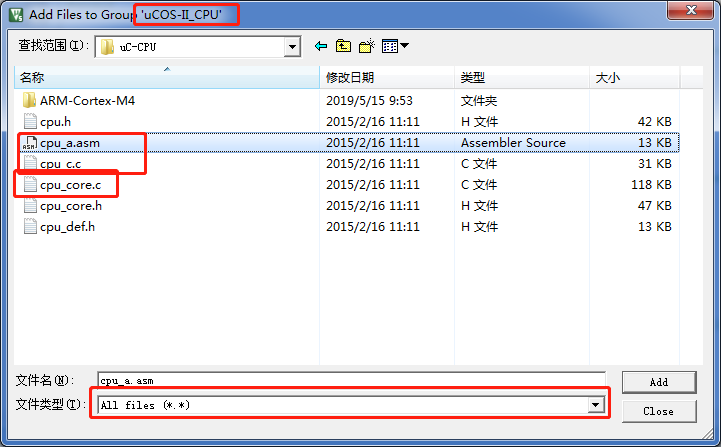 Add Files to Group 'uCOS-II_CPU'
查找范围(I): uC-CPU
名称 修改日期 类型 大小
ARM-Cortex-M4 2019/5/15 9:53 文件夹
cpu.h 2015/2/16 11:11 H 文件 42 KB
cpu_a.asm 2015/2/16 11:11 Assembler Source 13 KB
cpu_c.c 2015/2/16 11:11 C 文件 31 KB
cpu_core.c 2015/2/16 11:11 C 文件 118 KB
cpu_core.h 2015/2/16 11:11 H 文件 47 KB
cpu_def.h 2015/2/16 11:11 H 文件 13 KB
文件名(N): cpu_a.asm Add
文件类型(T): All files (*.*) Close